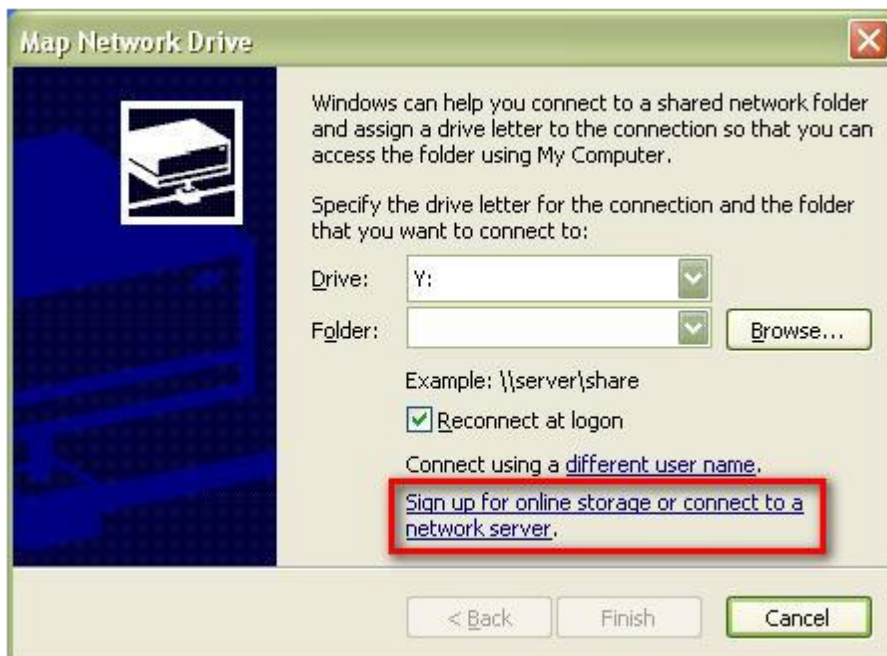 Map Network Drive
Windows can help you connect to a shared network folder
and assign a drive letter to the connection so that you can
access the folder using My Computer.
Specify the drive letter for the connection and the folder
that you want to connect to:
Drive: Y:
Folder: Browse...
Example: \\server\share
Reconnect at logon
Connect using a different user name.
Sign up for online storage or connect to a
network server.
< Back Finish Cancel